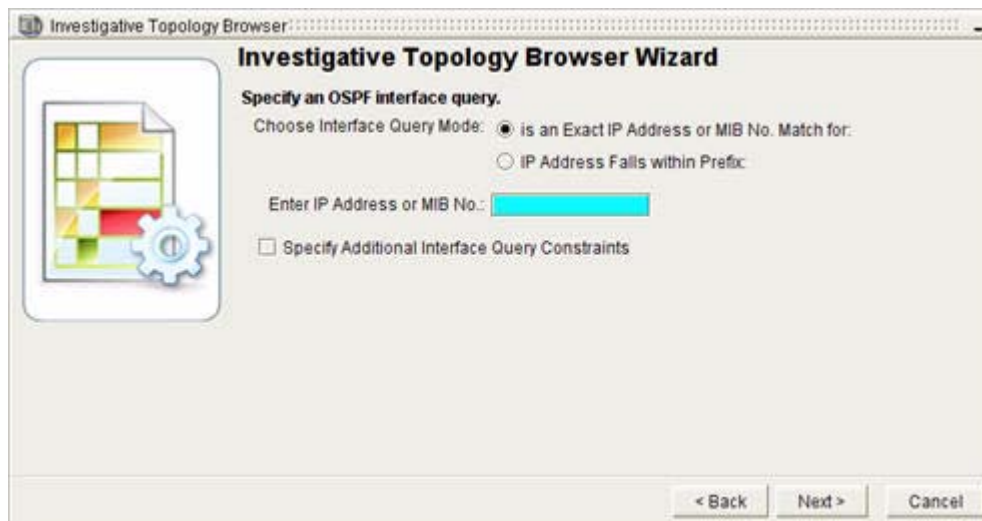 Investigative Topology Browser
Investigative Topology Browser Wizard
Specify an OSPF interface query.
Choose Interface Query Mode: is an Exact IP Address or MIB No. Match for:
IP Address Falls within Prefix:
Enter IP Address or MIB No.:
Specify Additional Interface Query Constraints
< Back Next > Cancel